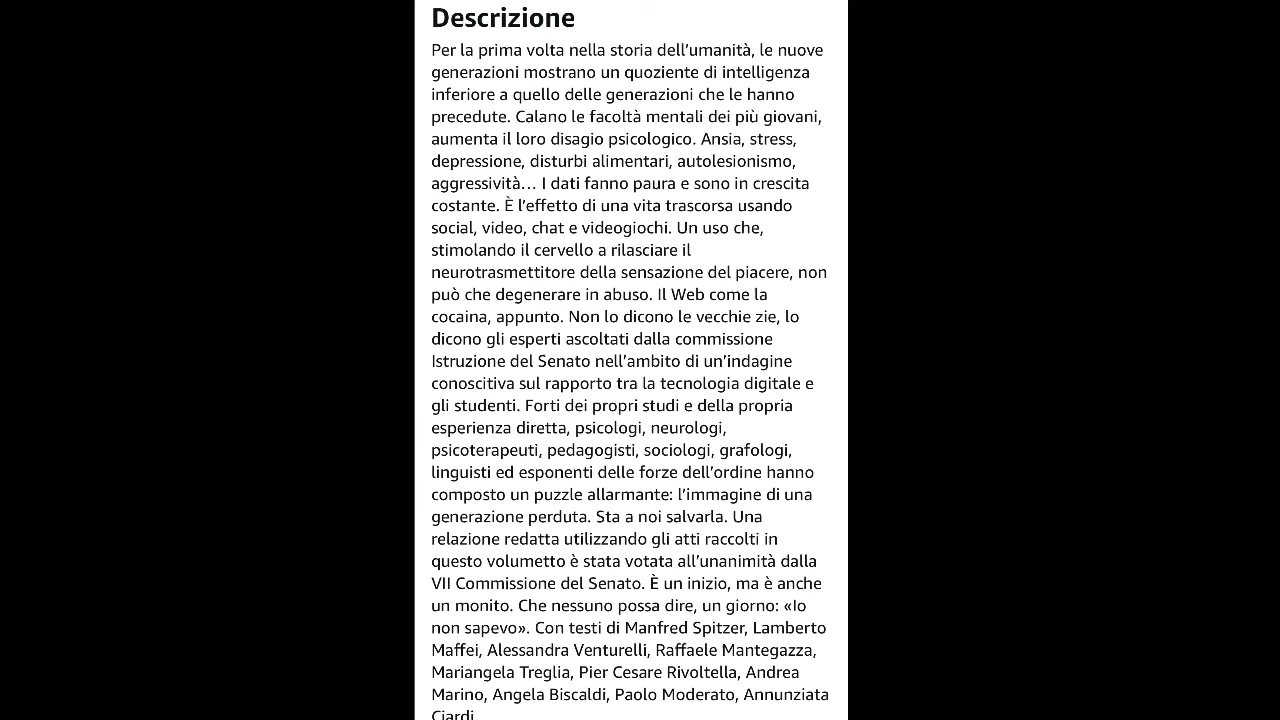 Descrizione
Per la prima volta nella storia dell’umanità, le nuove
generazioni mostrano un quoziente di intelligenza
inferiore a quello delle generazioni che le hanno
precedute. Calano le facoltà mentali dei più giovani,
aumenta il loro disagio psicologico. Ansia, stress,
depressione, disturbi alimentari, autolesionismo,
aggressività… I dati fanno paura e sono in crescita
costante. È l’effetto di una vita trascorsa usando
social, video, chat e videogiochi. Un uso che,
stimolando il cervello a rilasciare il
neurotrasmettitore della sensazione del piacere, non
può che degenerare in abuso. Il Web come la
cocaina, appunto. Non lo dicono le vecchie zie, lo
dicono gli esperti ascoltati dalla commissione
Istruzione del Senato nell’ambito di un’indagine
conoscitiva sul rapporto tra la tecnologia digitale e
gli studenti. Forti dei propri studi e della propria
esperienza diretta, psicologi, neurologi,
psicoterapeuti, pedagogisti, sociologi, grafologi,
linguisti ed esponenti delle forze dell’ordine hanno
composto un puzzle allarmante: l’immagine di una
generazione perduta. Sta a noi salvarla. Una
relazione redatta utilizzando gli atti raccolti in
questo volumetto è stata votata all’unanimità dalla
VII Commissione del Senato. È un inizio, ma è anche
un monito. Che nessuno possa dire, un giorno: «Io
non sapevo». Con testi di Manfred Spitzer, Lamberto
Maffei, Alessandra Venturelli, Raffaele Mantegazza,
Mariangela Treglia, Pier Cesare Rivoltella, Andrea
Marino, Angela Biscaldi, Paolo Moderato, Annunziata
Ciardi